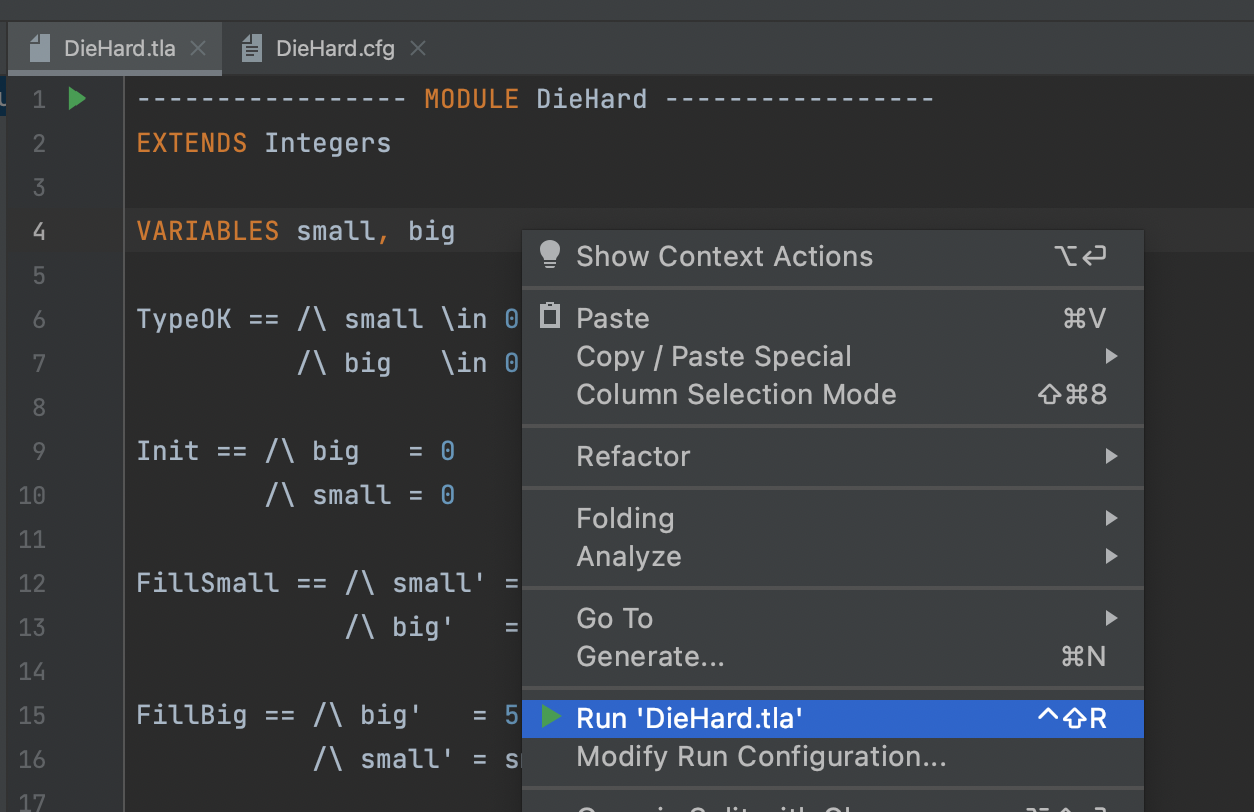 DieHard.tla
DieHard.cfg
1 ----------------- MODULE DieHard -----------------
2 EXTENDS Integers
3
4 VARIABLES small, big
5
6 TypeOK == /\ small \in 0
7 /\ big   \in 0
8
9 Init == /\ big   = 0
10 /\ small = 0
11
12 FillSmall == /\ small' =
13 /\ big'   =
14
15 FillBig == /\ big'   = 5
16 /\ small' =
17
Show Context Actions ⌥⏎
Paste ⌘V
Copy / Paste Special
Column Selection Mode ⇧⌘8
Refactor
Folding
Analyze
Go To
Generate... ⌘N
Run 'DieHard.tla' ^⇧R
Modify Run Configuration...